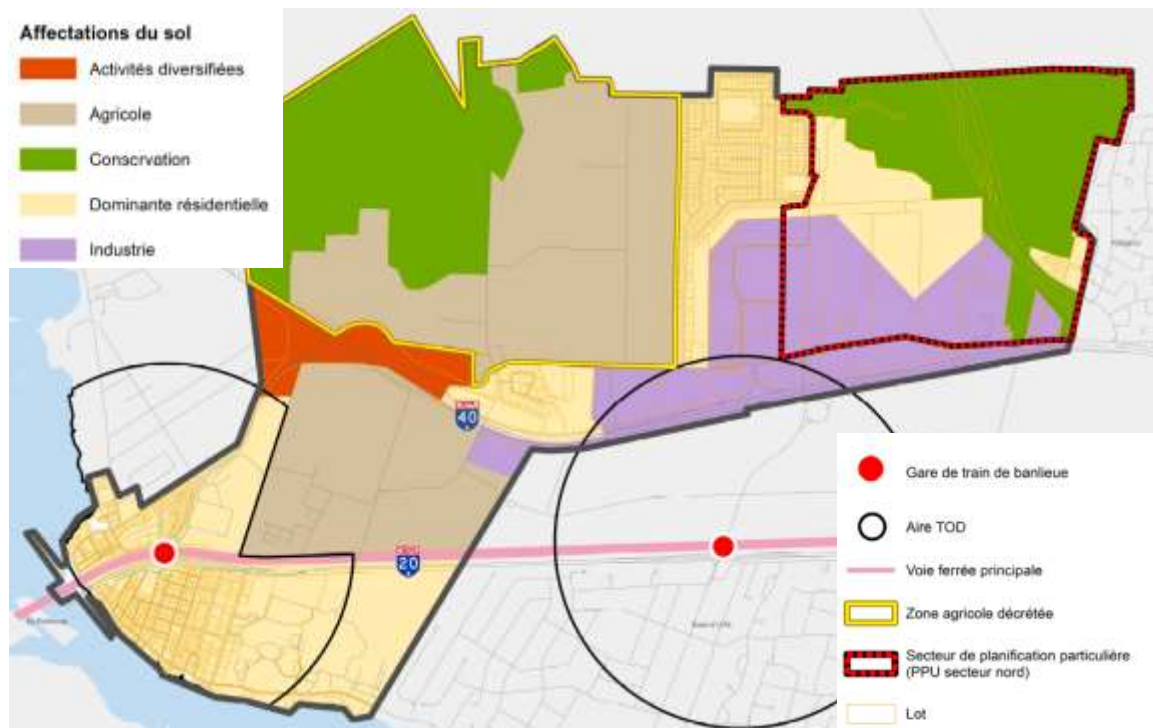 Affectations du sol
Activités diversifiées
Agricole
Conscrvation
Dominante résidentielle
Industrie
40
20
Gare de train de banlieue
Aire TOD
Voie ferrée principale
Zone agricole décrétée
Secteur de planification particulière
(PPU secteur nord)
Lot